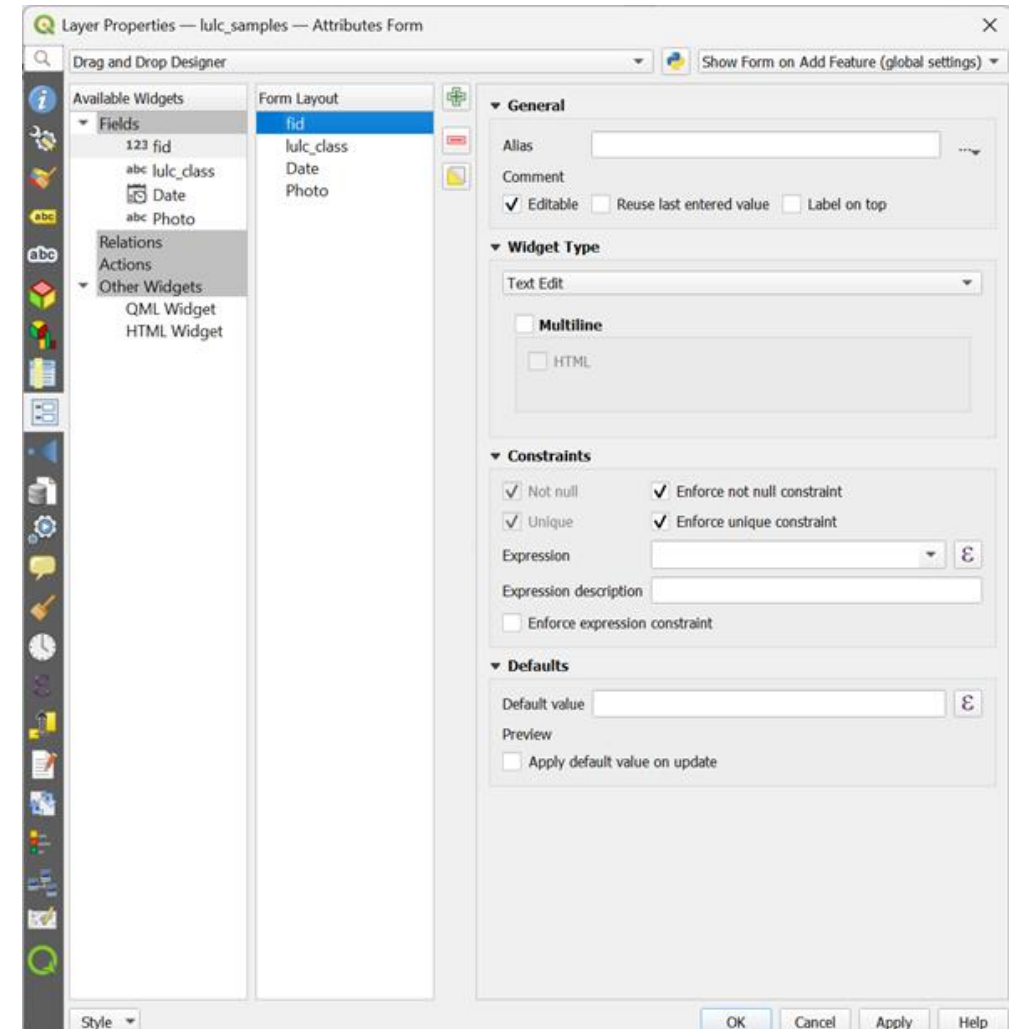 Layer Properties — lulc_samples — Attributes Form
Drag and Drop Designer
Show Form on Add Feature (global settings)
Available Widgets
Fields
123 fid
abc lulc_class
Date
abc Photo
Relations
Actions
Other Widgets
QML Widget
HTML Widget
Form Layout
fid
lulc_class
Date
Photo
General
Alias
...
Comment
Editable Reuse last entered value Label on top
Widget Type
Text Edit
Multiline
HTML
Constraints
Not null Enforce not null constraint
Unique Enforce unique constraint
Expression ε
Expression description
Enforce expression constraint
Defaults
Default value ε
Preview
Apply default value on update
abc
abc
ε
Style
OK Cancel Apply Help